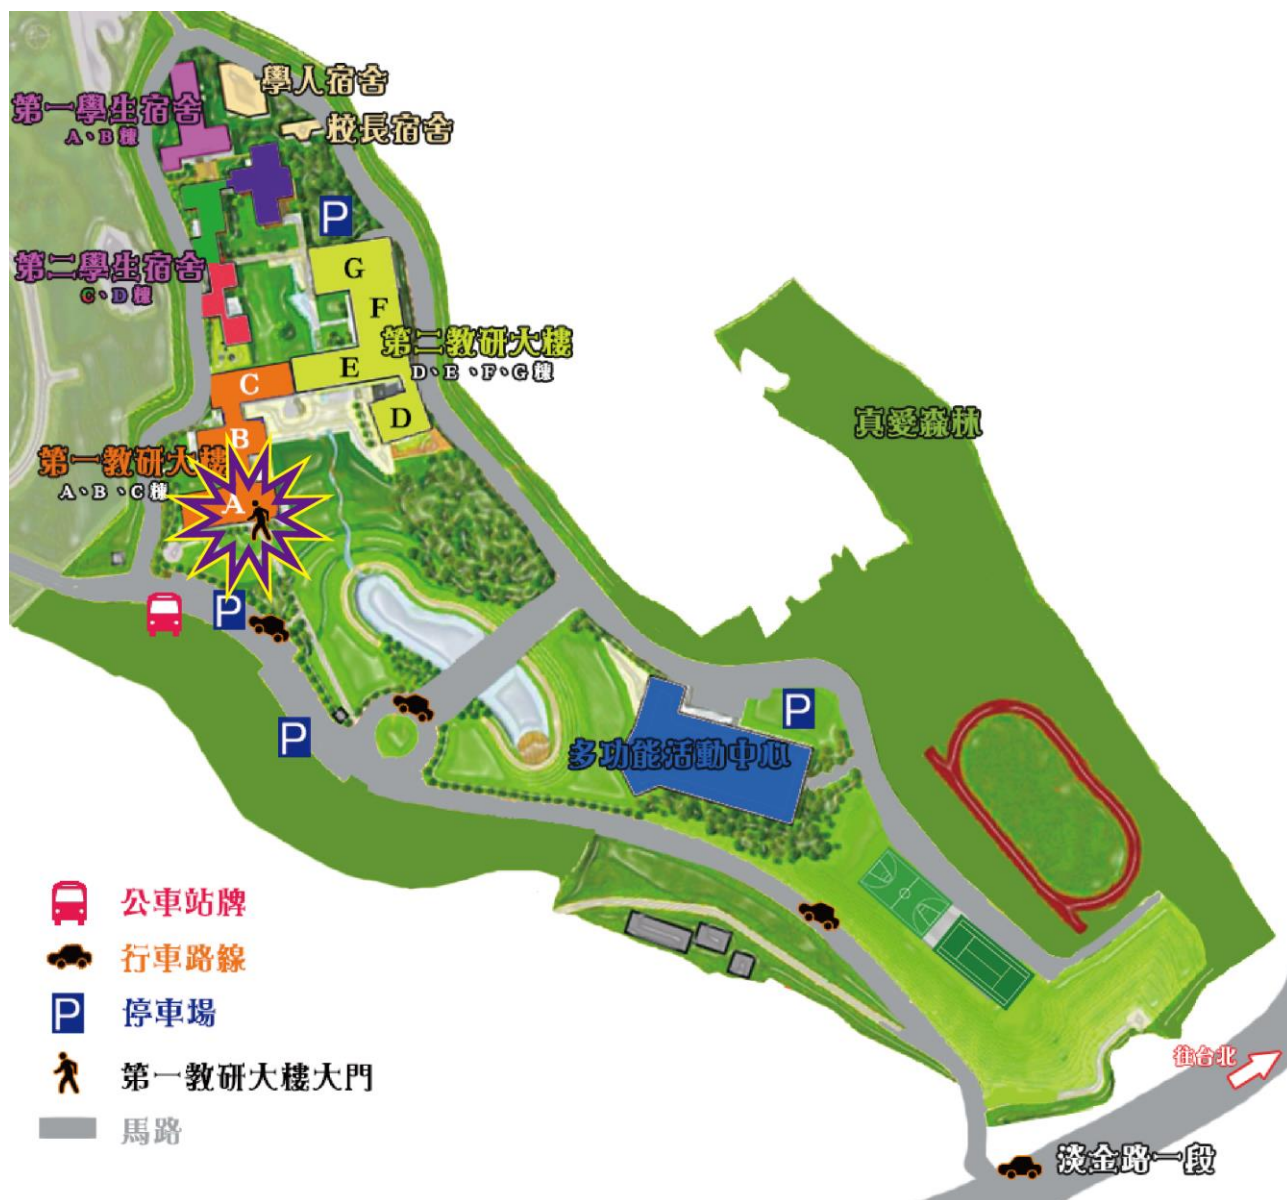 學人宿舍
第一學生宿舍
A、B棟
校長宿舍
P
第二學生宿舍
C、D棟
G
F
第二教研大樓
D、E、F、G棟
E
C
D
B
真愛森林
第一教研大樓
A、B、C棟
A
P
P
P
多功能活動中心
公車站牌
行車路線
P
停車場
第一教研大樓大門
馬路
往台北
淡金路一段